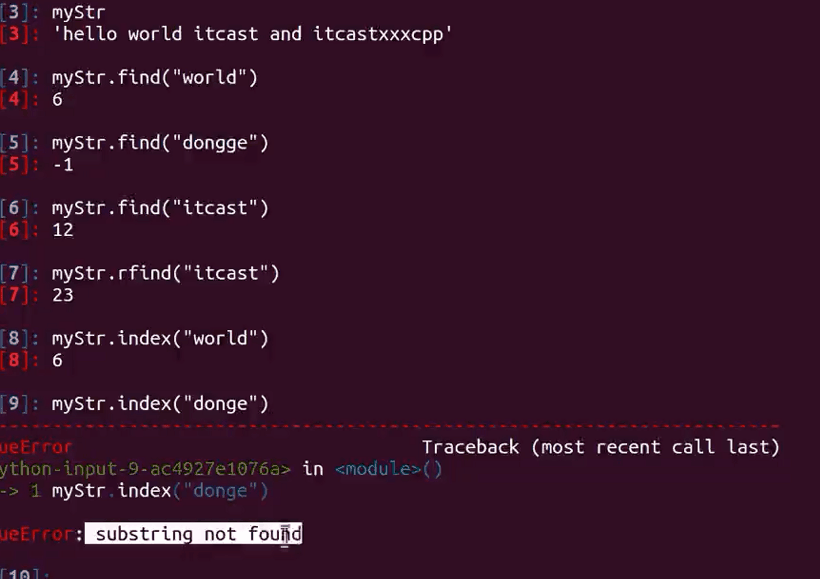 [3]: myStr
[3]: 'hello world itcast and itcastxxxcpp'
[4]: myStr.find("world")
[4]: 6
[5]: myStr.find("dongge")
[5]: -1
[6]: myStr.find("itcast")
[6]: 12
[7]: myStr.rfind("itcast")
[7]: 23
[8]: myStr.index("world")
[8]: 6
[9]: myStr.index("donge")
ueError Traceback (most recent call last)
ython-input-9-ac4927e1076a> in <module>()
-> 1 myStr.index("donge")
ueError: substring not found
[10]: